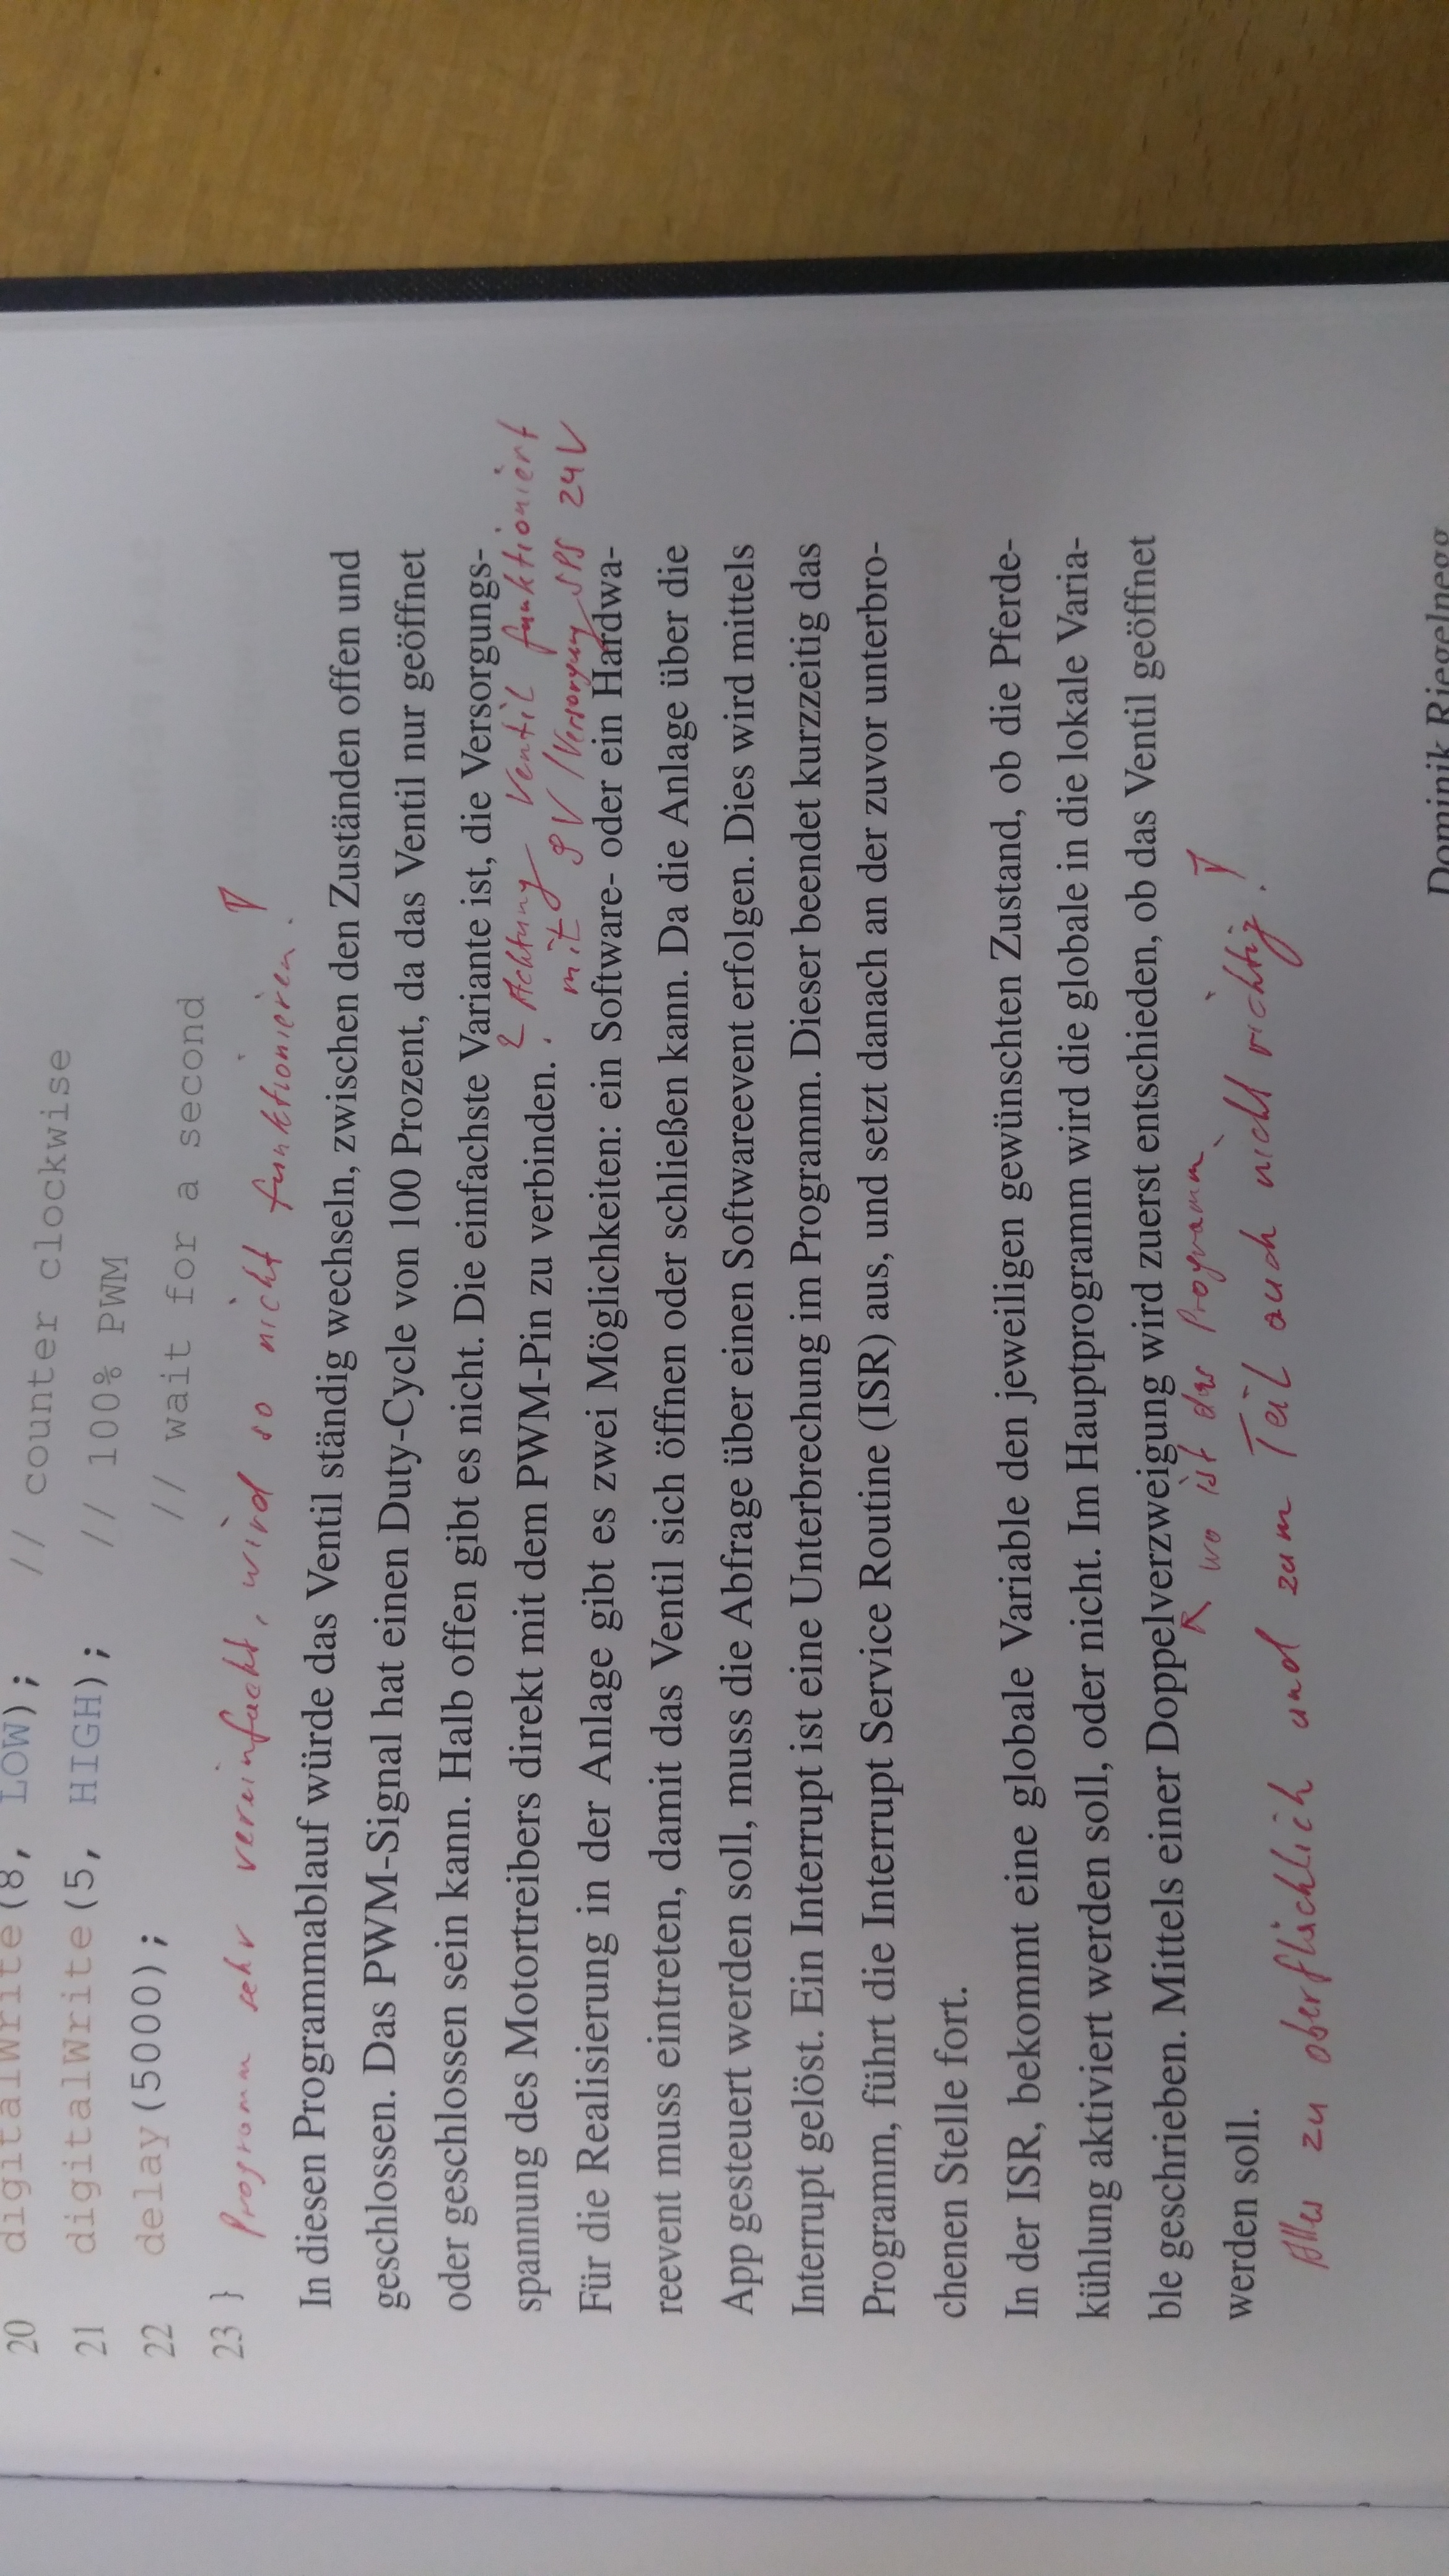 20 digitalWrite(8, LOW); // counter clockwise
21 digitalWrite(5, HIGH); // 100% PWM
22 delay(5000); // wait for a second
23 }
Programm sehr vereinfacht, wird so nicht funktionieren!
In diesen Programmablauf würde das Ventil ständig wechseln, zwischen den Zuständen offen und
geschlossen. Das PWM-Signal hat einen Duty-Cycle von 100 Prozent, da das Ventil nur geöffnet
oder geschlossen sein kann. Halb offen gibt es nicht. Die einfachste Variante ist, die Versorgungs-
spannung des Motortreibers direkt mit dem PWM-Pin zu verbinden.
? Achtung Ventil funktioniert
mit 9V/Versorgung SPS 24V
Für die Realisierung in der Anlage gibt es zwei Möglichkeiten: ein Software- oder ein Hardwa-
reevent muss eintreten, damit das Ventil sich öffnen oder schließen kann. Da die Anlage über die
App gesteuert werden soll, muss die Abfrage über einen Softwareevent erfolgen. Dies wird mittels
Interrupt gelöst. Ein Interrupt ist eine Unterbrechung im Programm. Dieser beendet kurzzeitig das
Programm, führt die Interrupt Service Routine (ISR) aus, und setzt danach an der zuvor unterbro-
chenen Stelle fort.
In der ISR, bekommt eine globale Variable den jeweiligen gewünschten Zustand, ob die Pferde-
kühlung aktiviert werden soll, oder nicht. Im Hauptprogramm wird die globale in die lokale Varia-
ble geschrieben. Mittels einer Doppelverzweigung wird zuerst entschieden, ob das Ventil geöffnet
werden soll.
wo ist das Programm
Alles zu oberflächlich und zum Teil auch nicht richtig!
Dominik Riegelnegg